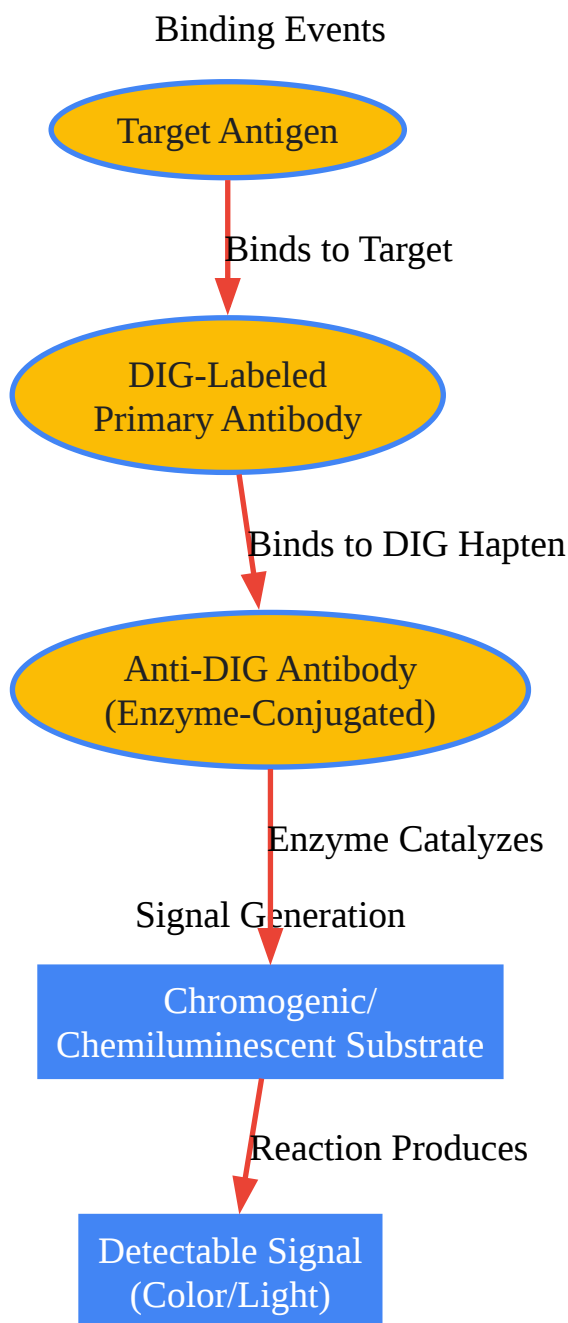 Binding Events
Target Antigen
Binds to Target
DIG-Labeled
Primary Antibody
Binds to DIG Hapten
Anti-DIG Antibody
(Enzyme-Conjugated)
Enzyme Catalyzes
Signal Generation
Chromogenic/
Chemiluminescent Substrate
Reaction Produces
Detectable Signal
(Color/Light)